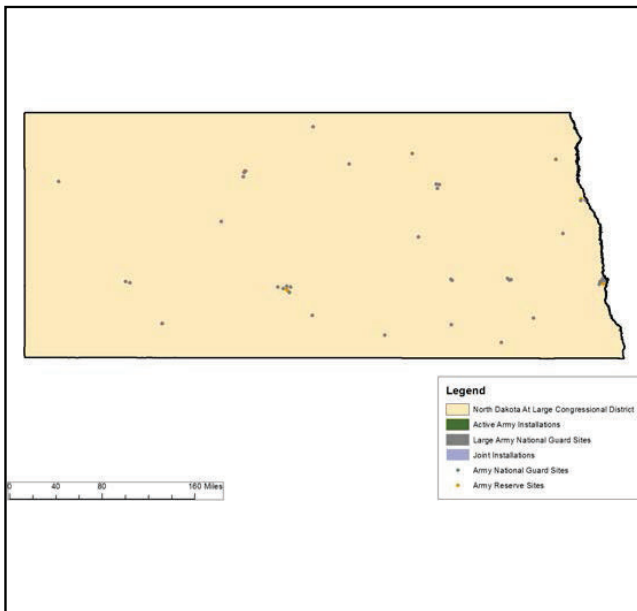 Legend
North Dakota At Large Congressional District
Active Army Installations
Large Army National Guard Sites
Joint Installations
Army National Guard Sites
Army Reserve Sites
0 40 80 160 Miles